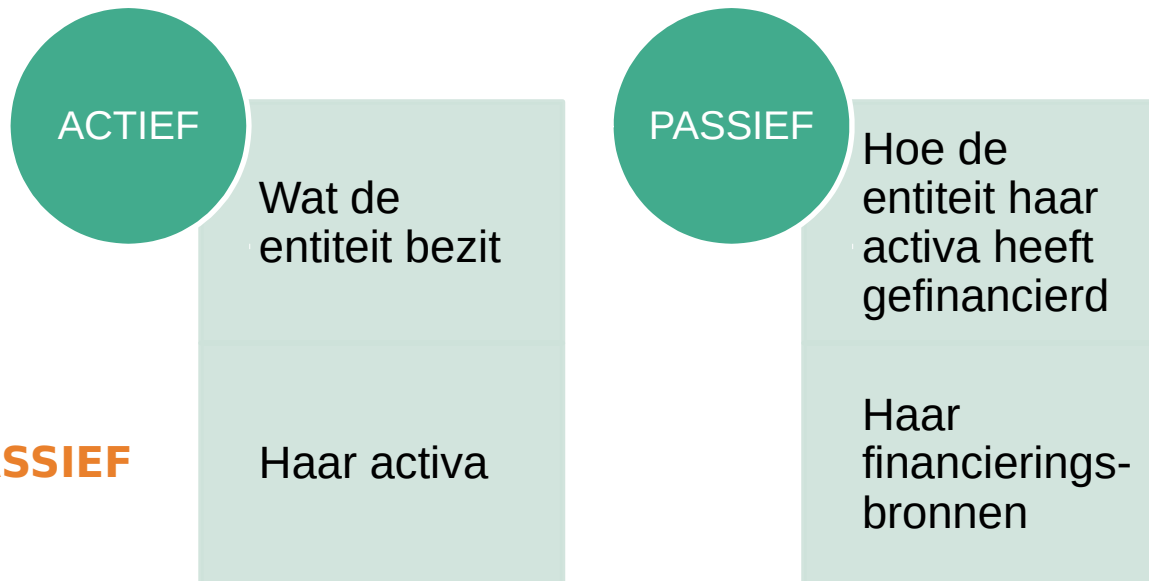 ACTIEF
Wat de
entiteit bezit
Haar activa
PASSIEF
Hoe de
entiteit haar
activa heeft
gefinancierd
Haar
financierings-
bronnen
SSIEF